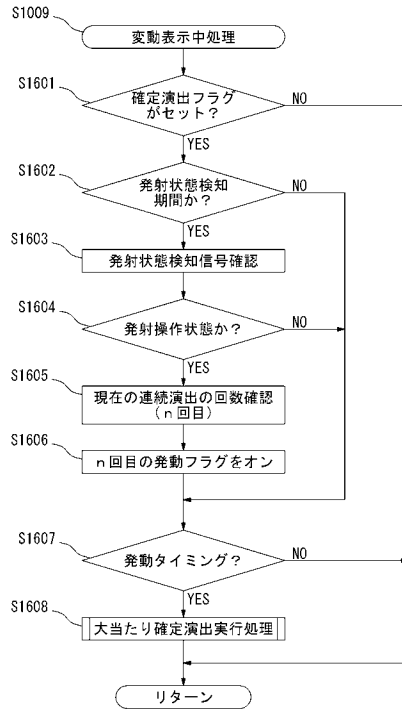 S1009
変動表示中処理
S1601
確定演出フラグ
がセット？
NO
YES
S1602
発射状態検知
期間か？
NO
YES
S1603
発射状態検知信号確認
S1604
発射操作状態か？
NO
YES
S1605
現在の連続演出の回数確認
(ｎ回目)
S1606
ｎ回目の発動フラグをオン
S1607
発動タイミング？
NO
YES
S1608
大当たり確定演出実行処理
リターン